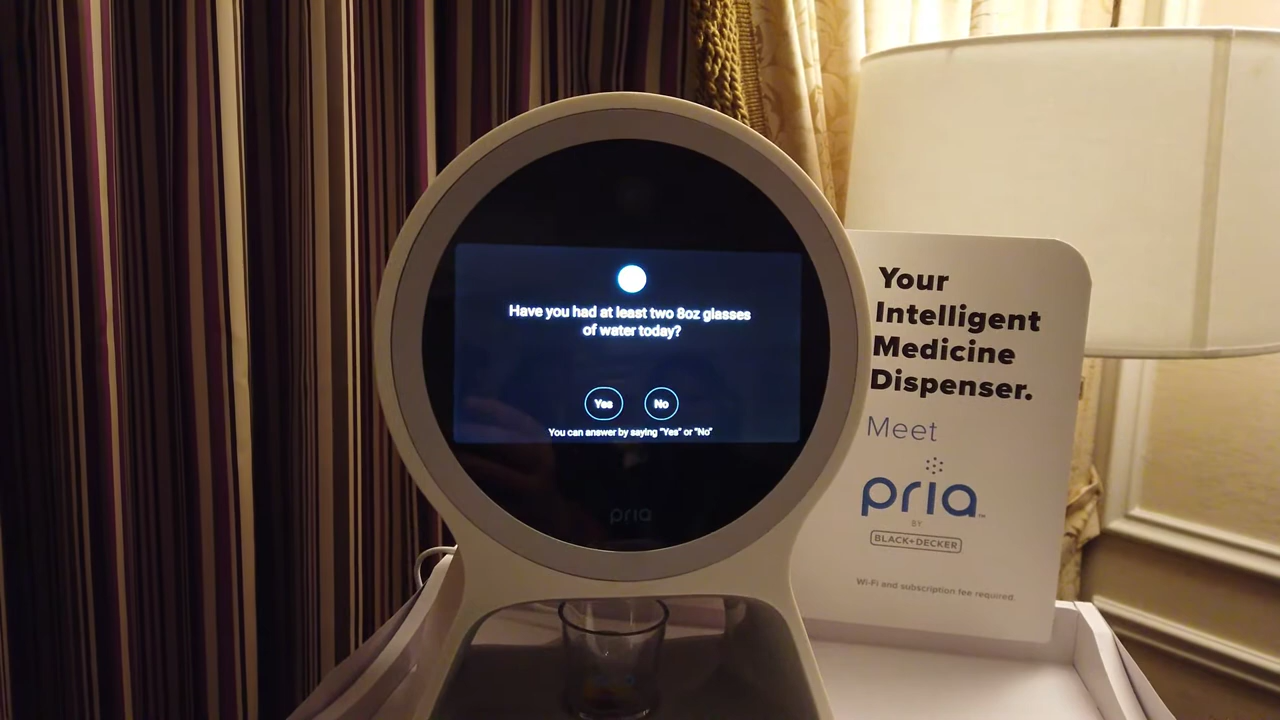 Have you had at least two 8oz glasses
of water today?
Yes
No
You can answer by saying "Yes" or "No"
pria
Your
Intelligent
Medicine
Dispenser.
Meet
pria™
BY
BLACK+DECKER
Wi-Fi and subscription fee required.